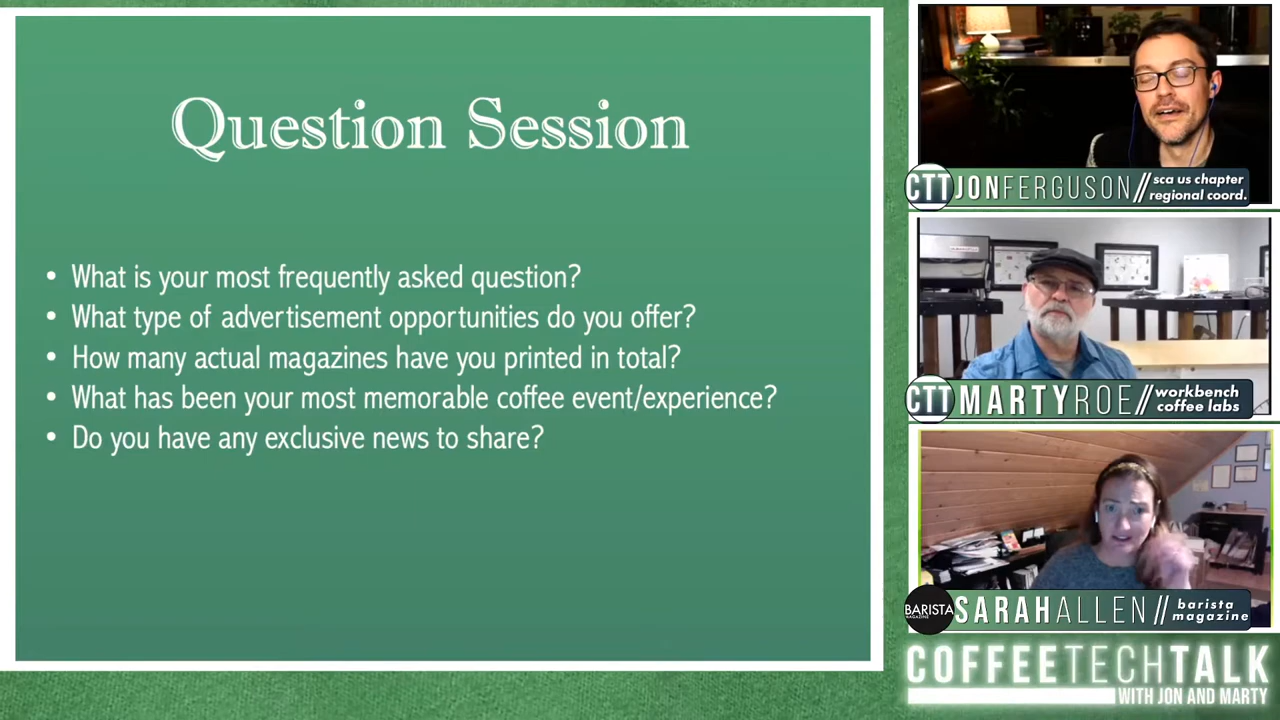 Question Session
• What is your most frequently asked question?
• What type of advertisement opportunities do you offer?
• How many actual magazines have you printed in total?
• What has been your most memorable coffee event/experience?
• Do you have any exclusive news to share?
CTT JONFERGUSON // sca us chapter
regional coord.
CTT MARTYROE // workbench
coffee labs
BARISTA
MAGAZINE
SARAHALLEN // barista
magazine
COFFEETECHTALK
WITH JON AND MARTY